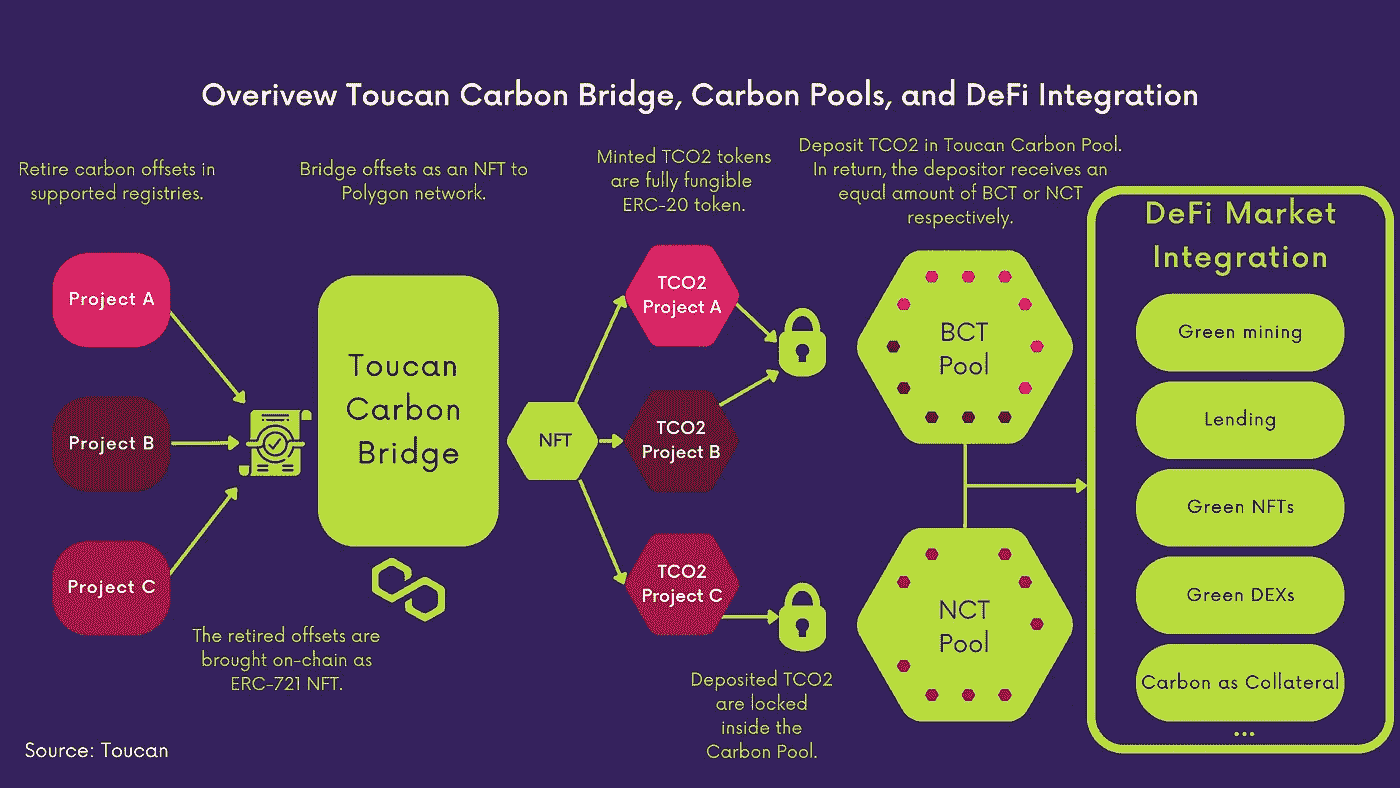 Overivew Toucan Carbon Bridge, Carbon Pools, and DeFi Integration
Retire carbon offsets in
supported registries.
Bridge offsets as an NFT to
Polygon network.
Minted TCO2 tokens
are fully fungible
ERC-20 token.
Deposit TCO2 in Toucan Carbon Pool.
In return, the depositor receives an
equal amount of BCT or NCT
respectively.
Project A
Project B
Project C
The retired offsets are
brought on-chain as
ERC-721 NFT.
Toucan
Carbon
Bridge
NFT
TCO2
Project A
TCO2
Project B
TCO2
Project C
Deposited TCO2
are locked
inside the
Carbon Pool.
BCT
Pool
NCT
Pool
DeFi Market
Integration
Green mining
Lending
Green NFTs
Green DEXs
Carbon as Collateral
...
Source: Toucan